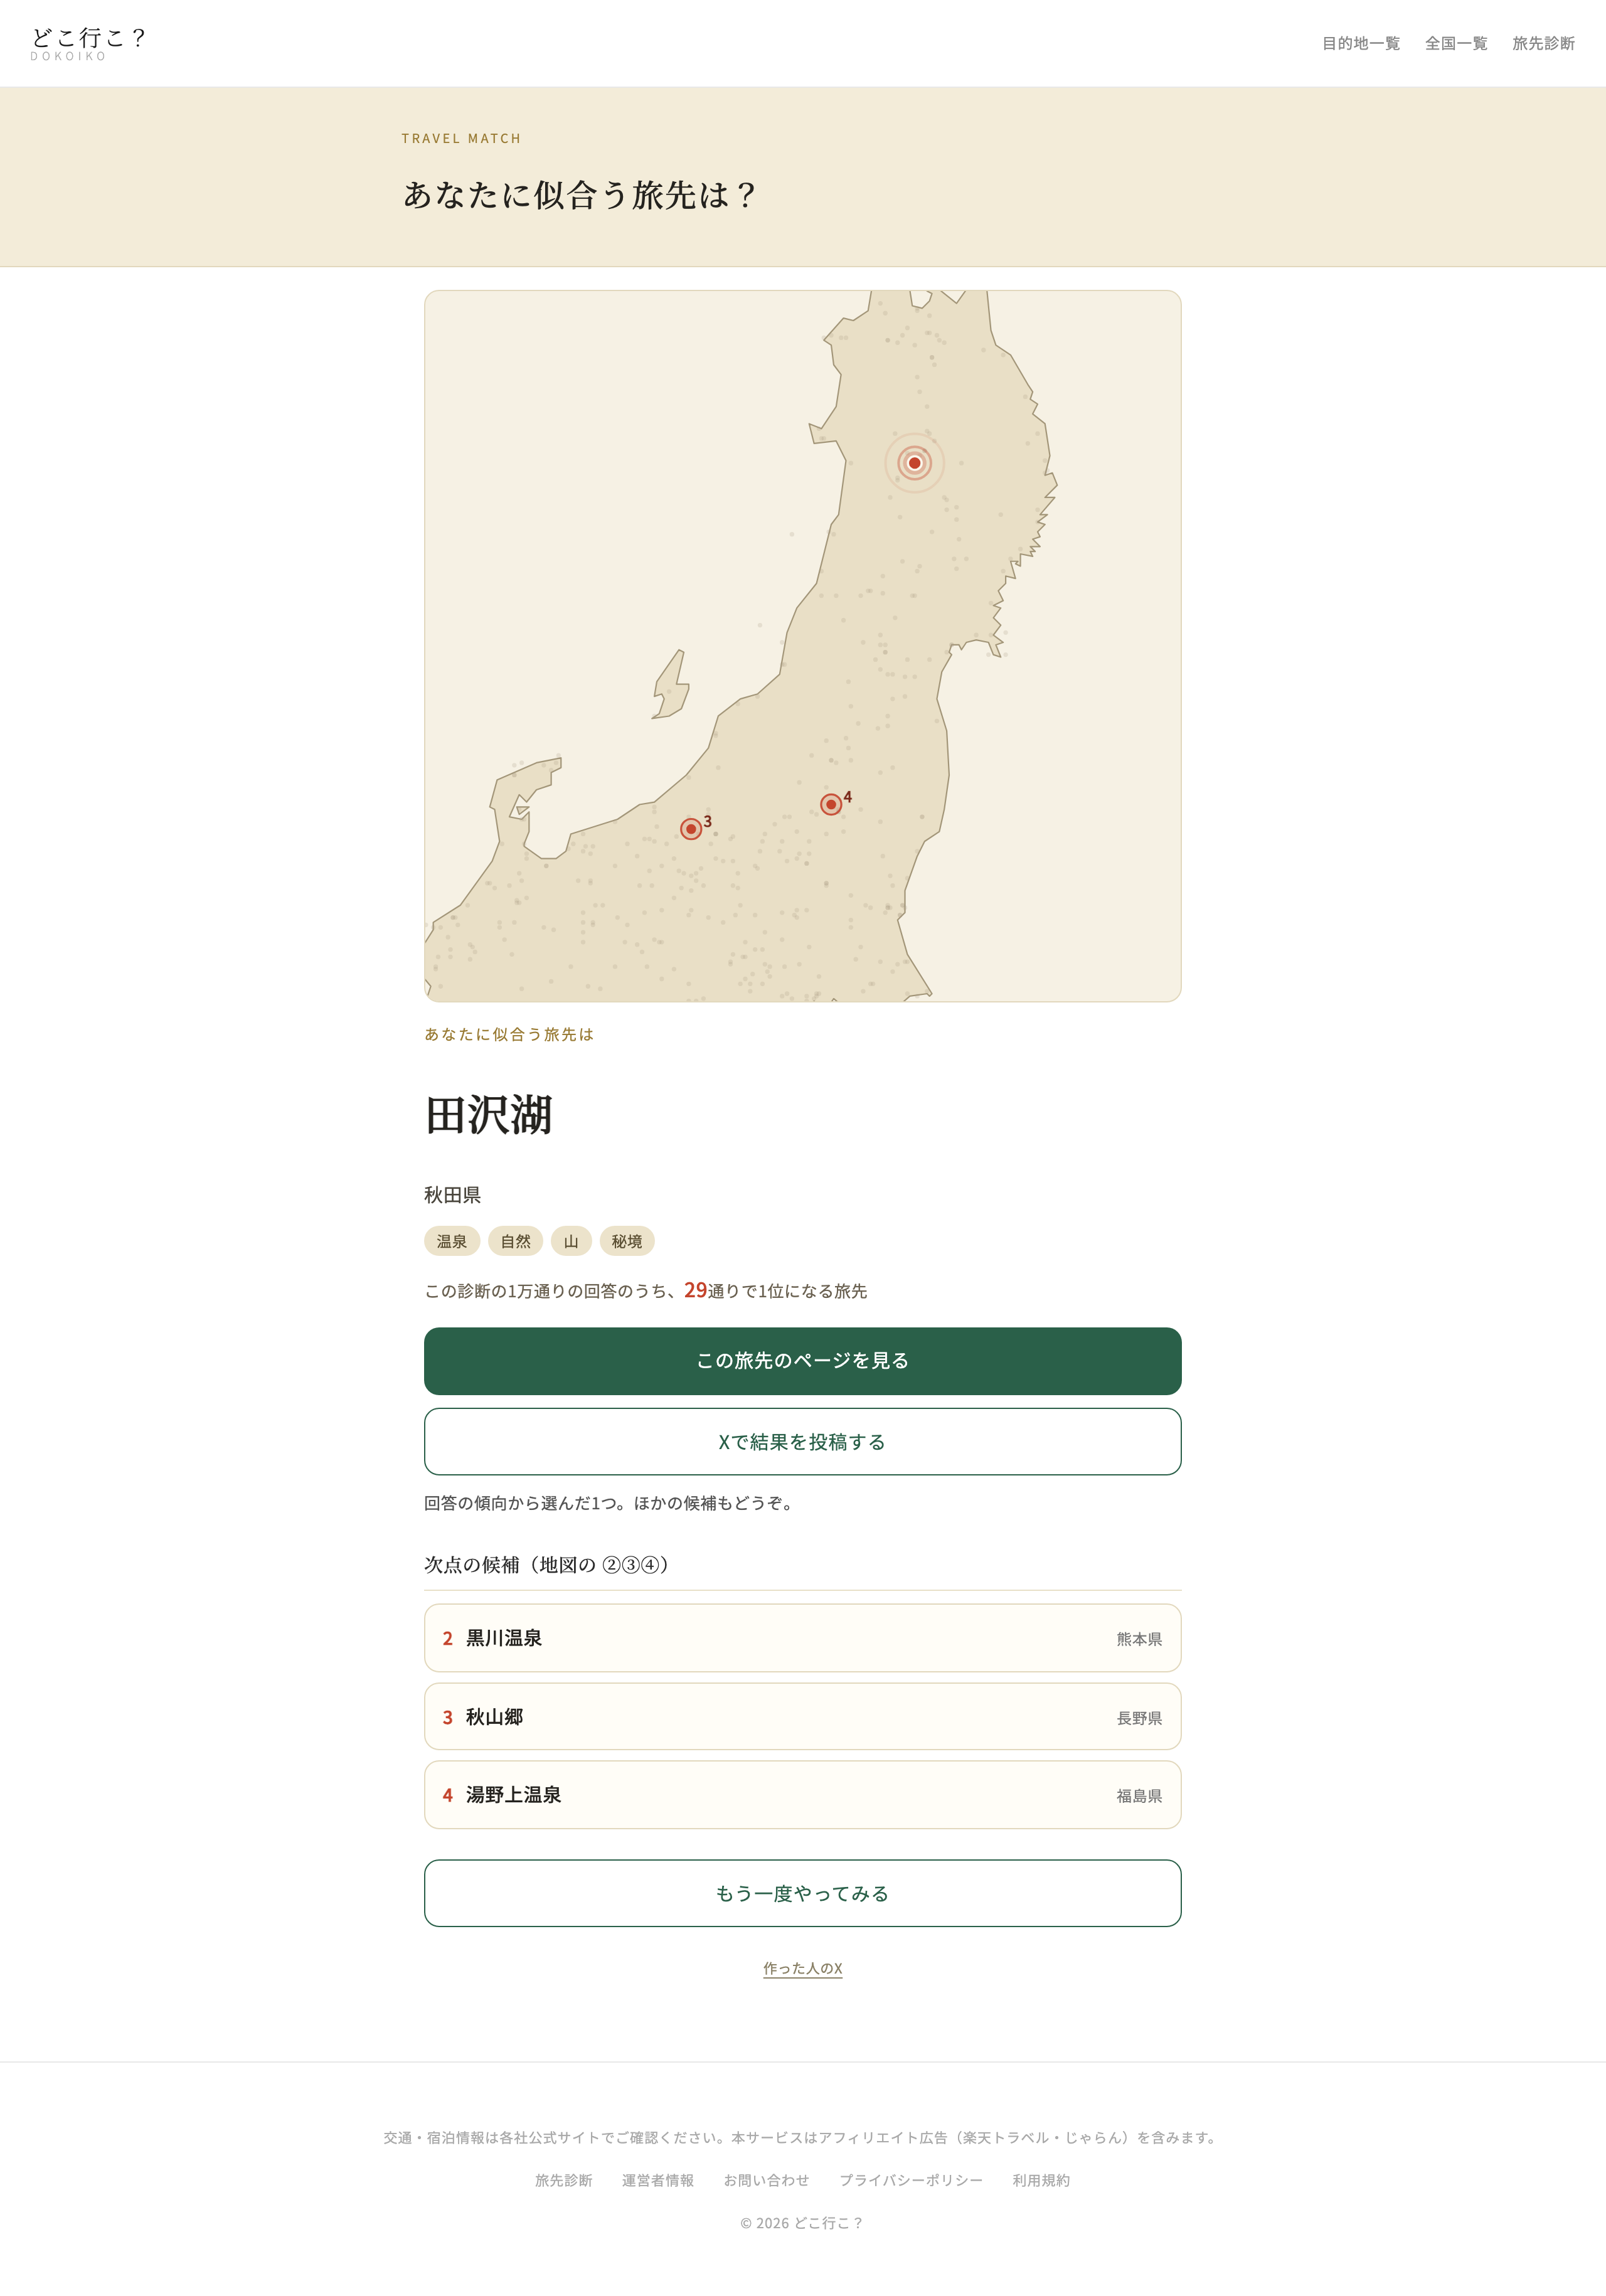 どこ行こ？
DOKOIKO
目的地一覧 全国一覧 旅先診断
TRAVEL MATCH
あなたに似合う旅先は？
4
3
あなたに似合う旅先は
田沢湖
秋田県
温泉 自然 山 秘境
この診断の1万通りの回答のうち、29通りで1位になる旅先
この旅先のページを見る
Xで結果を投稿する
回答の傾向から選んだ1つ。ほかの候補もどうぞ。
次点の候補（地図の ②③④）
2 黒川温泉 熊本県
3 秋山郷 長野県
4 湯野上温泉 福島県
もう一度やってみる
作った人のX
交通・宿泊情報は各社公式サイトでご確認ください。本サービスはアフィリエイト広告（楽天トラベル・じゃらん）を含みます。
旅先診断 運営者情報 お問い合わせ プライバシーポリシー 利用規約
© 2026 どこ行こ？